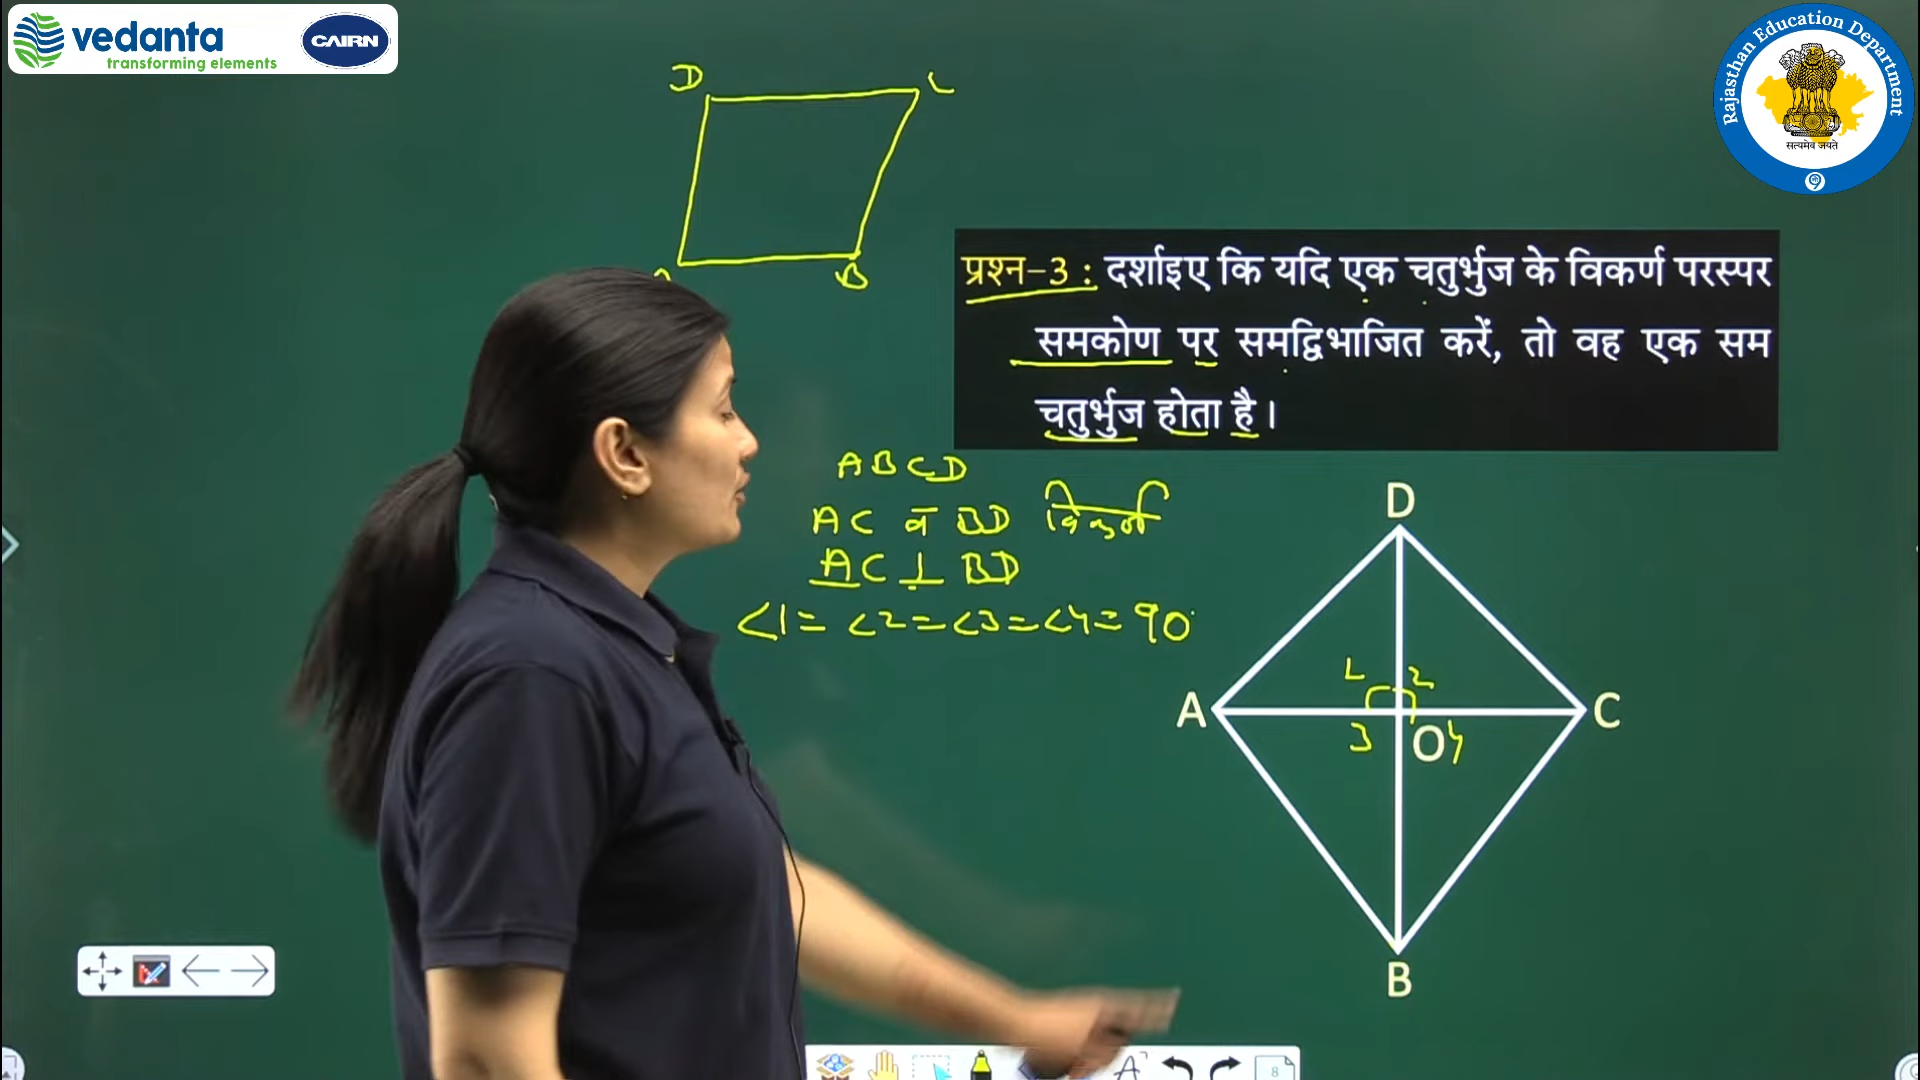 vedanta
transforming elements
CAIRN
Rajasthan Education Department
सत्यमेव जयते
D C
B
प्रश्न-3 : दर्शाइए कि यदि एक चतुर्भुज के विकर्ण परस्पर
समकोण पर समद्विभाजित करें, तो वह एक सम
चतुर्भुज होता है।
ABCD
AC व BD विकर्ण
AC ⊥ BD
∠1 = ∠2 = ∠3 = ∠4 = 90°
D
1 2
A C
3 O 4
B
8